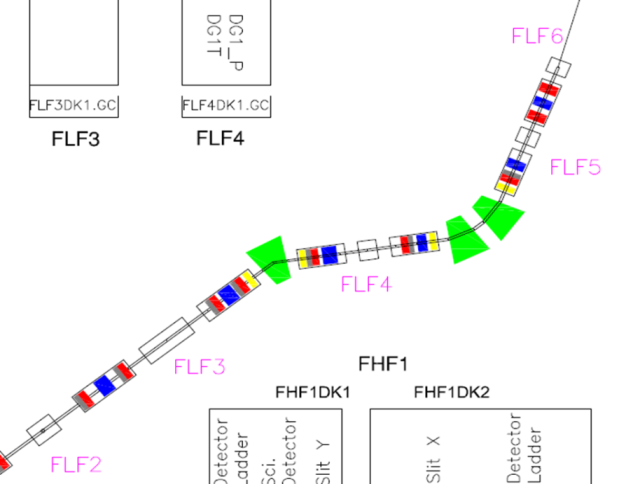 DG1_P
DG1T
FLF3DK1.GC
FLF4DK1.GC
FLF3
FLF4
FLF6
FLF5
FLF4
FLF3
FLF2
FHF1
FHF1DK1
FHF1DK2
Detector
Ladder
Sci.
Detector
Slit Y
Slit X
Detector
Ladder